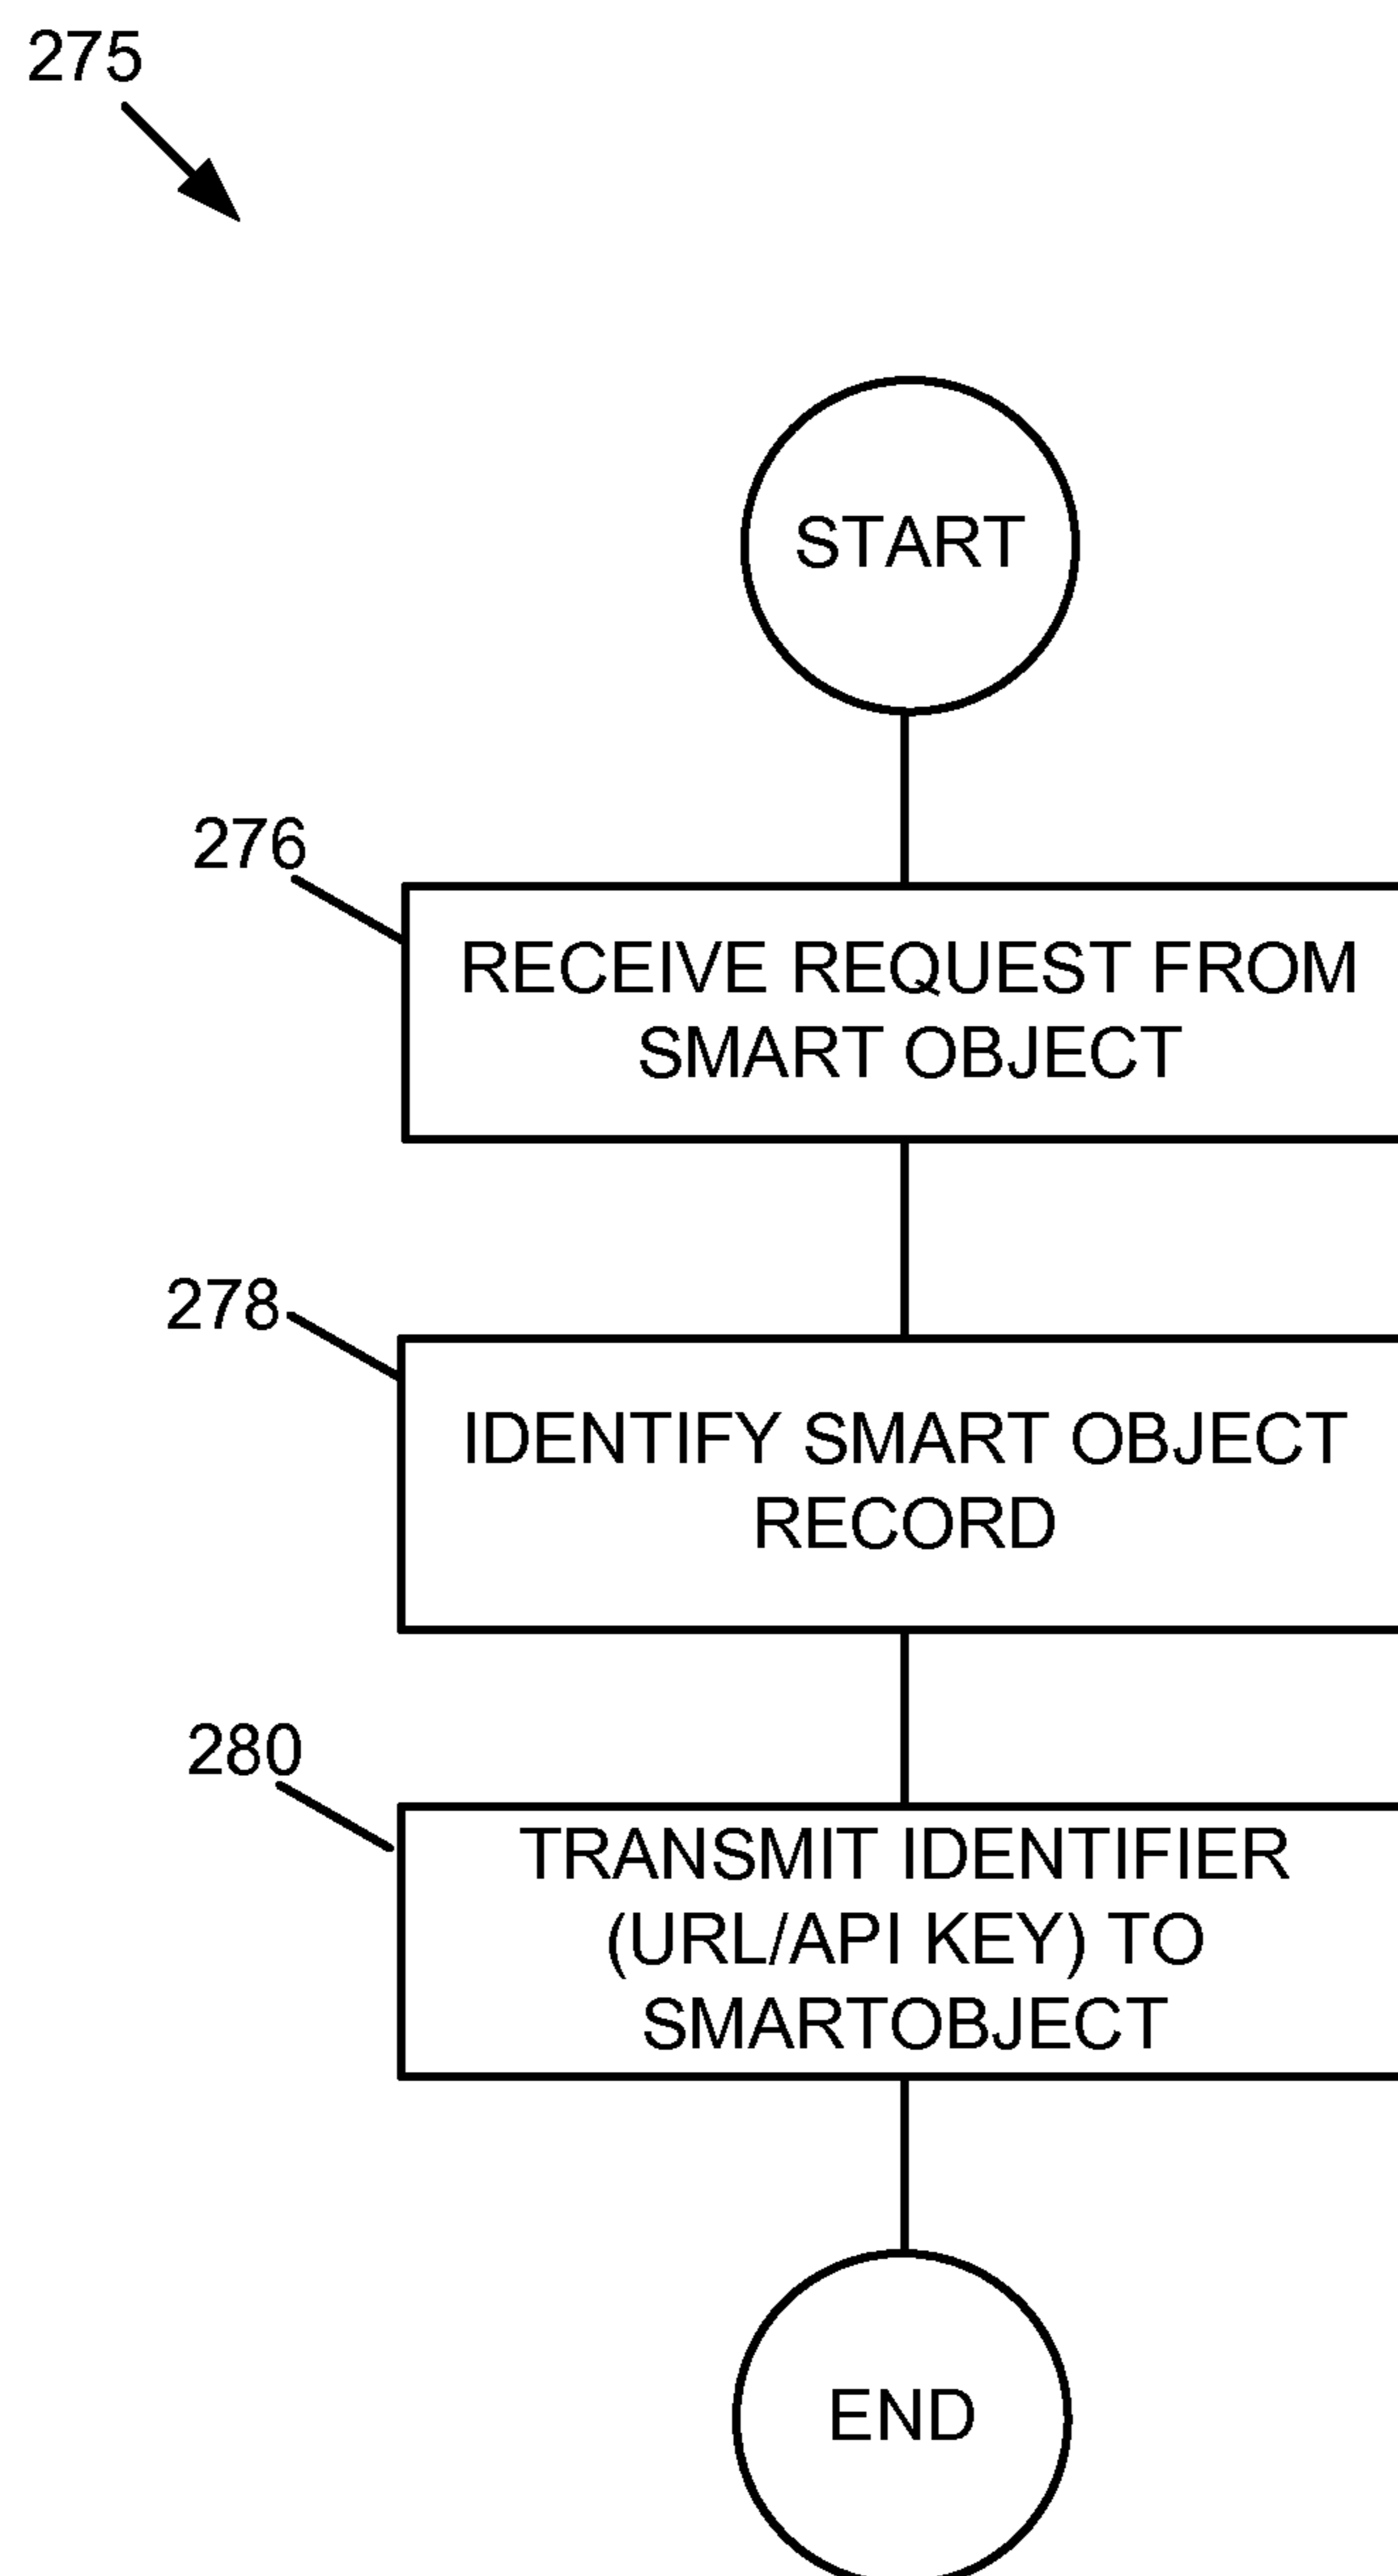 275
START
276
RECEIVE REQUEST FROM
SMART OBJECT
278
IDENTIFY SMART OBJECT
RECORD
280
TRANSMIT IDENTIFIER
(URL/API KEY) TO
SMARTOBJECT
END